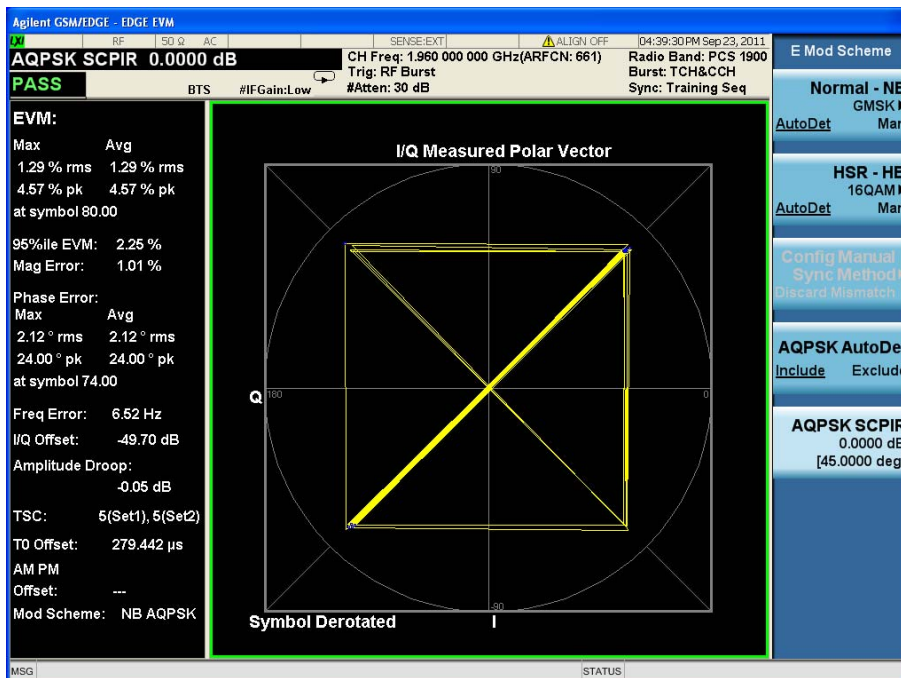 Agilent GSM/EDGE - EDGE EVM
LXI RF 50 Ω AC SENSE:EXT ALIGN OFF 04:39:30 PM Sep 23, 2011
AQPSK SCPIR 0.0000 dB
PASS
BTS #IFGain:Low
CH Freq: 1.960 000 000 GHz(ARFCN: 661)
Trig: RF Burst
#Atten: 30 dB
Radio Band: PCS 1900
Burst: TCH&CCH
Sync: Training Seq
EVM:
Max Avg
1.29 % rms 1.29 % rms
4.57 % pk 4.57 % pk
at symbol 80.00
95%ile EVM: 2.25 %
Mag Error: 1.01 %
Phase Error:
Max Avg
2.12 ° rms 2.12 ° rms
24.00 ° pk 24.00 ° pk
at symbol 74.00
Freq Error: 6.52 Hz
I/Q Offset: -49.70 dB
Amplitude Droop:
-0.05 dB
TSC: 5(Set1), 5(Set2)
T0 Offset: 279.442 µs
AM PM
Offset: ---
Mod Scheme: NB AQPSK
I/Q Measured Polar Vector
90
Q 180 0
-90
Symbol Derotated I
E Mod Scheme
Normal - NB
GMSK
AutoDet Man
HSR - HB
16QAM
AutoDet Man
Config Manual
Sync Method
Discard Mismatch
AQPSK AutoDe
Include Exclude
AQPSK SCPIR
0.0000 dB
[45.0000 deg
MSG STATUS